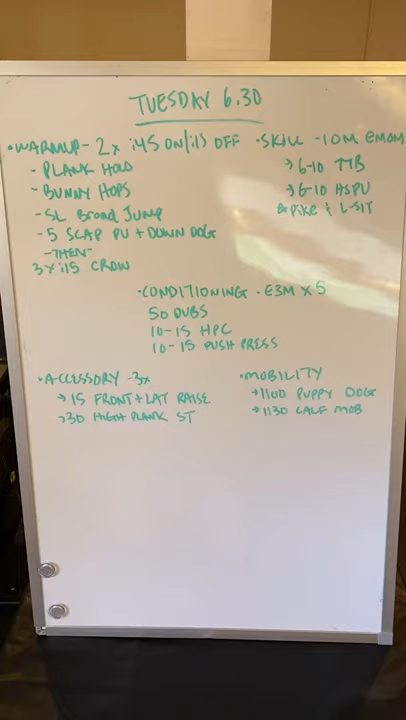 TUESDAY 6.30
•WARMUP - 2 x :45 ON/:15 OFF
- PLANK HOLD
- BUNNY HOPS
- SL Broad Jump
- 5 SCAP PU + DOWN DOG
-THEN-
3 x :15 CROW
•SKILL - 10M EMOM
→ 6-10 TTB
→ 6-10 HSPU
Pike & L-SIT
•CONDITIONING - E3M x 5
50 DUBS
10-15 HPC
10-15 PUSH PRESS
•ACCESSORY - 3x
→ 15 FRONT + LAT RAISE
→ 30 HIGH PLANK ST
•MOBILITY
→ 1:00 PUPPY DOG
→ 1:30 CALF MOB